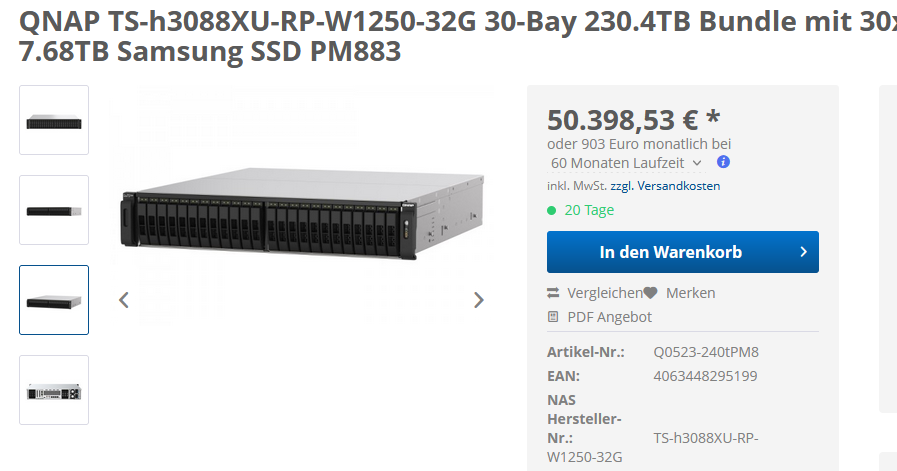 QNAP TS-h3088XU-RP-W1250-32G 30-Bay 230.4TB Bundle mit 30x
7.68TB Samsung SSD PM883
50.398,53 € *
oder 903 Euro monatlich bei
60 Monaten Laufzeit
inkl. MwSt. zzgl. Versandkosten
20 Tage
In den Warenkorb
Vergleichen Merken
PDF Angebot
Artikel-Nr.: Q0523-240tPM8
EAN: 4063448295199
NAS
Hersteller-
Nr.: TS-h3088XU-RP-
W1250-32G